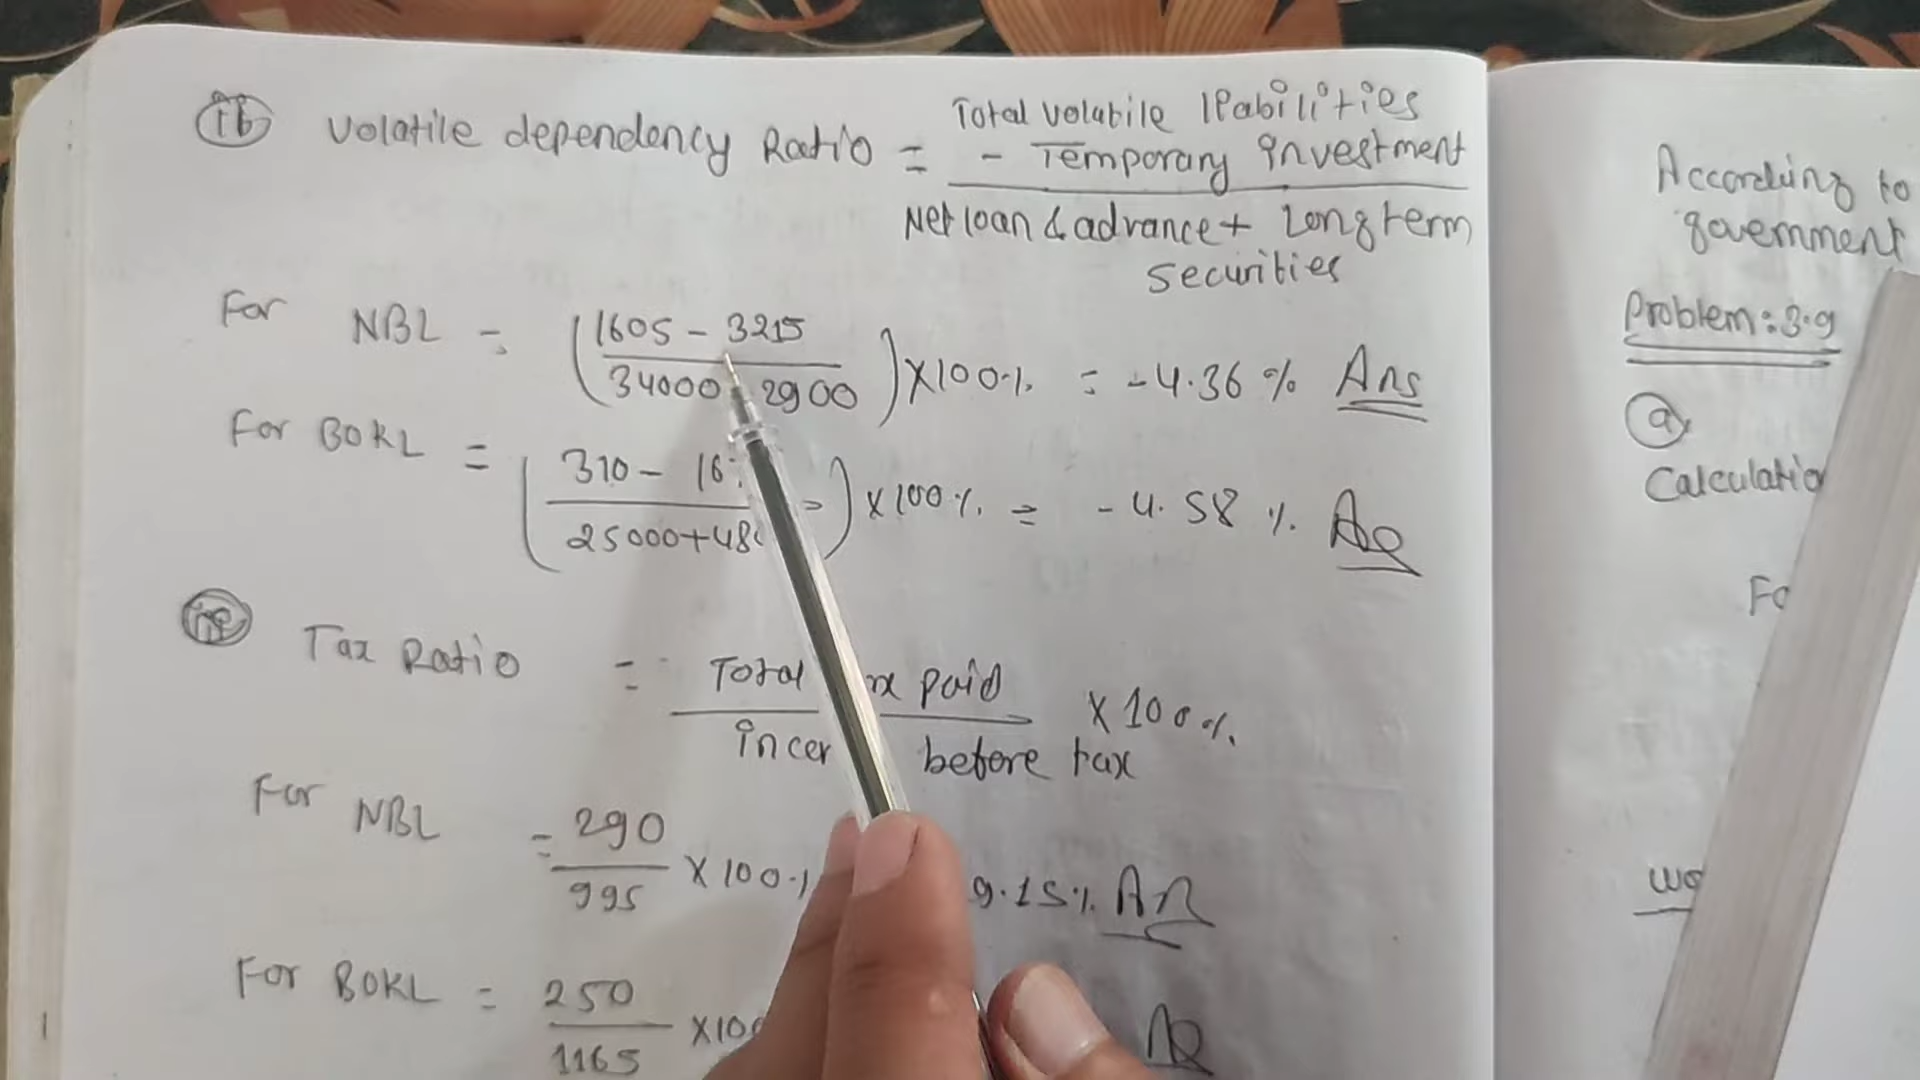 Volatile dependency Ratio = Total volatile liabilities
- Temporary investment
Net loan & advance + Long term
securities
For NBL = (1605 - 3215
34000 2900) X 100% = -4.36 % Ans
For BOKL = (310 - 16
25000+48 ) X 100% = - 4.58 %.
Tax Ratio = Total paid
before tax X 100%
For NBL = 290
995 X 100% 9.15% An
For BOKL = 250
1165 X 10
According to
government
Problem: 3.9
a
Calculation